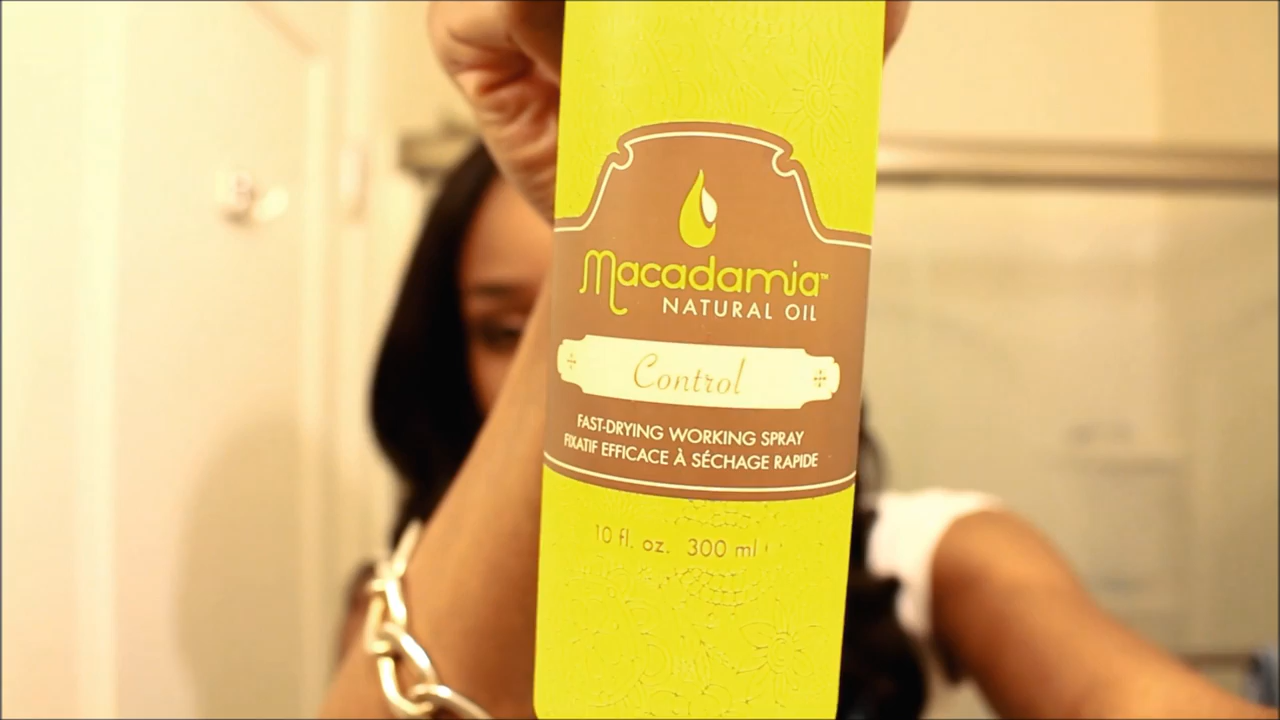 Macadamia™
NATURAL OIL
Control
FAST-DRYING WORKING SPRAY
FIXATIF EFFICACE À SÉCHAGE RAPIDE
10 fl. oz. 300 ml